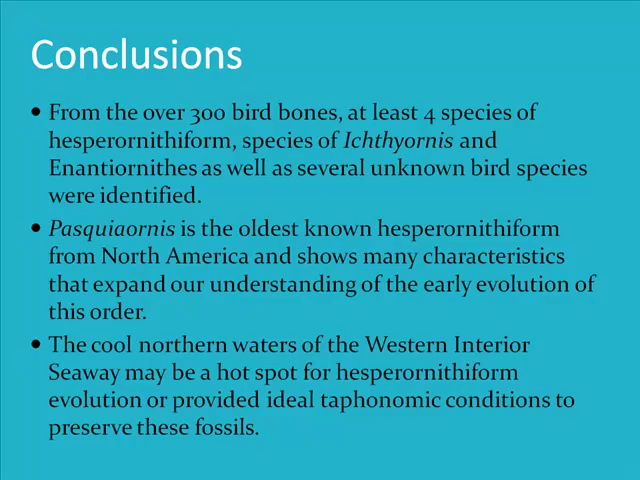 Conclusions
• From the over 300 bird bones, at least 4 species of
hesperornithiform, species of Ichthyornis and
Enantiornithes as well as several unknown bird species
were identified.
• Pasquiaornis is the oldest known hesperornithiform
from North America and shows many characteristics
that expand our understanding of the early evolution of
this order.
• The cool northern waters of the Western Interior
Seaway may be a hot spot for hesperornithiform
evolution or provided ideal taphonomic conditions to
preserve these fossils.